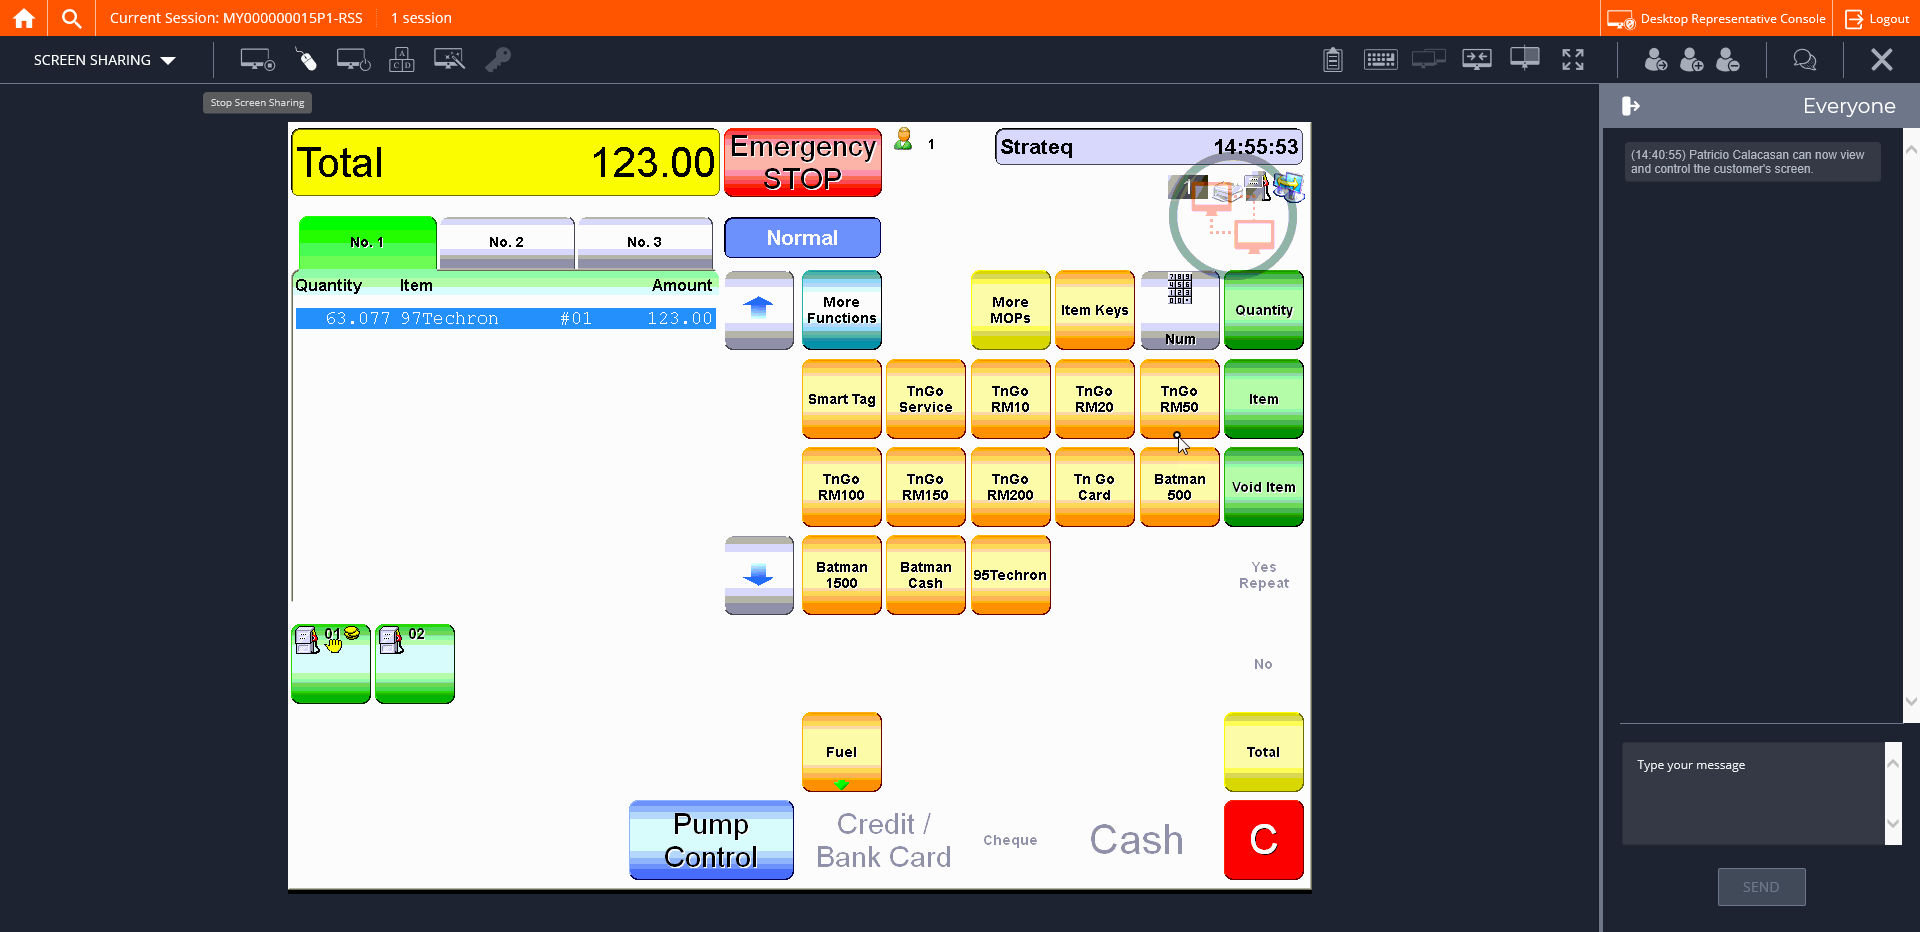 Current Session: MY000000015P1-RSS
1 session
Desktop Representative Console
Logout
SCREEN SHARING
Stop Screen Sharing
Everyone
(14:40:55) Patricio Calacasan can now view
and control the customer's screen.
Total 123.00
Emergency
STOP
1
Strateq 14:55:53
1
No. 1
No. 2
No. 3
Normal
Quantity Item Amount
63.077 97Techron #01 123.00
More
Functions
More
MOPs
Item Keys
Num
Quantity
Smart Tag
TnGo
Service
TnGo
RM10
TnGo
RM20
TnGo
RM50
Item
TnGo
RM100
TnGo
RM150
TnGo
RM200
Tn Go
Card
Batman
500
Void Item
Batman
1500
Batman
Cash
95Techron
Yes
Repeat
01
02
No
Fuel
Total
Pump
Control
Credit /
Bank Card
Cheque
Cash
C
Type your message
SEND